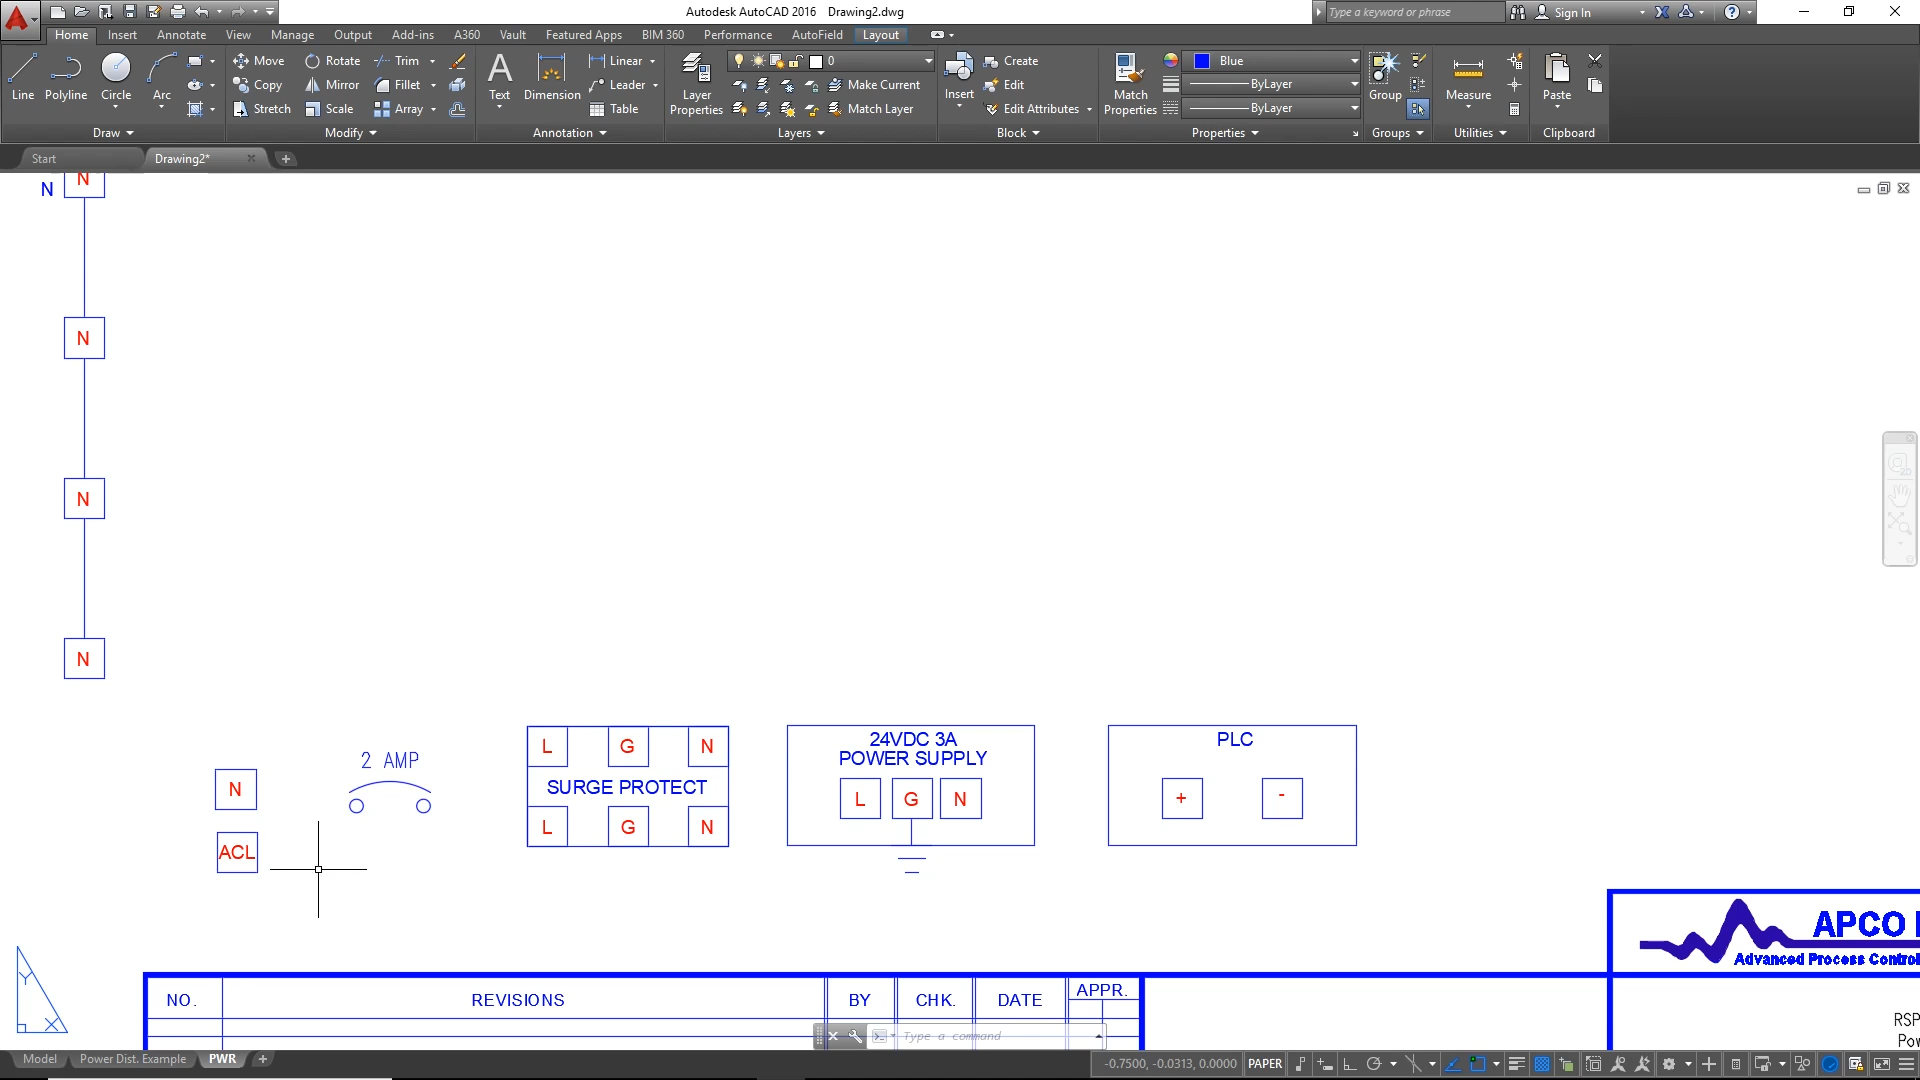 Autodesk AutoCAD 2016 Drawing2.dwg
Type a keyword or phrase
Sign In
Home Insert Annotate View Manage Output Add-ins A360 Vault Featured Apps BIM 360 Performance AutoField Layout
Line Polyline Circle Arc
Move Rotate Trim
Copy Mirror Fillet
Stretch Scale Array
Text Dimension
Linear
Leader
Table
Layer Properties
0
Make Current
Match Layer
Insert
Create
Edit
Edit Attributes
Match Properties
Blue
ByLayer
ByLayer
Group
Measure
Paste
Draw Modify Annotation Layers Block Properties Groups Utilities Clipboard
Start Drawing2*
N N
N
N
N
N
ACL
2 AMP
L G N
SURGE PROTECT
L G N
24VDC 3A
POWER SUPPLY
L G N
PLC
+ -
APCO
Advanced Process Control
NO. REVISIONS BY CHK. DATE APPR.
RSP
Pow
Y
X
Type a command
Model Power Dist. Example PWR
-0.7500, -0.0313, 0.0000 PAPER